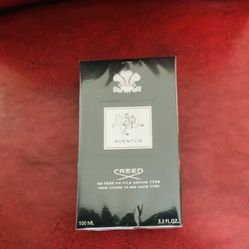 AVENTUS
CREED
DE PÈRE EN FILS DEPUIS 1760
FROM FATHER TO SON SINCE 1760
100 ML 3.3 FL.OZ.